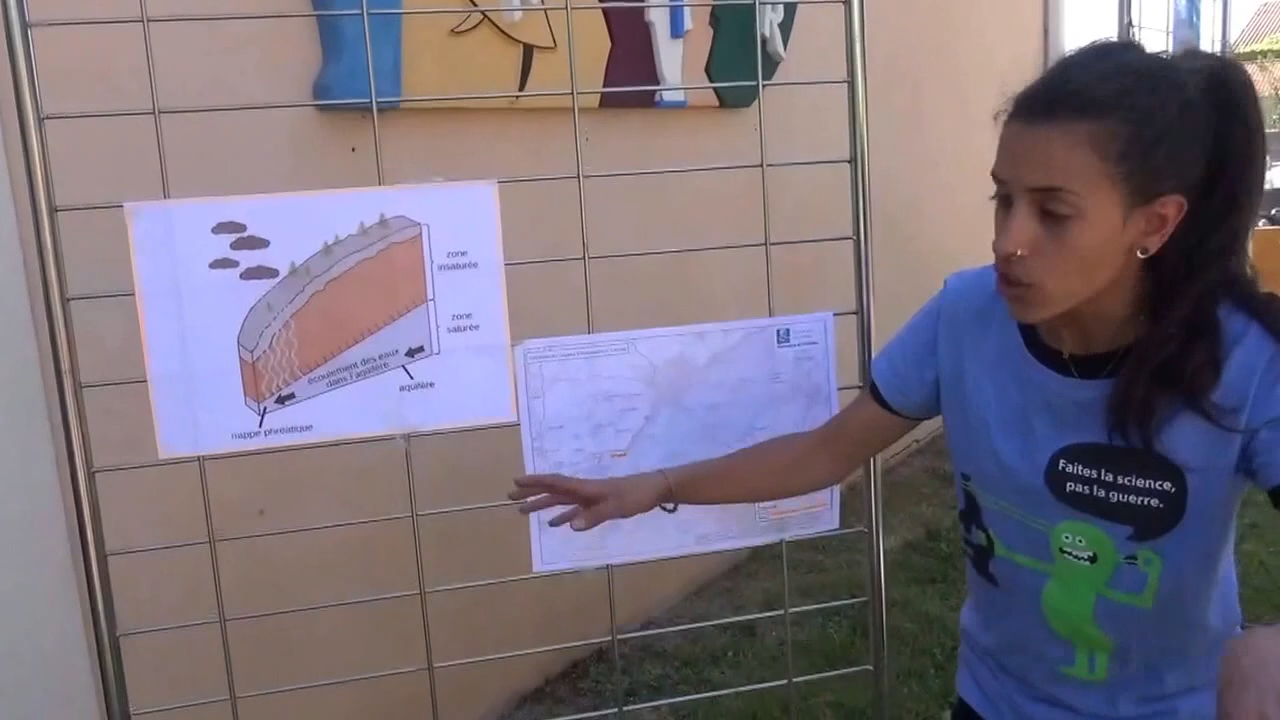 zone
insaturée
zone
saturée
écoulement des eaux
dans l'aquifère
aquifère
nappe phréatique
Faites la science,
pas la guerre.